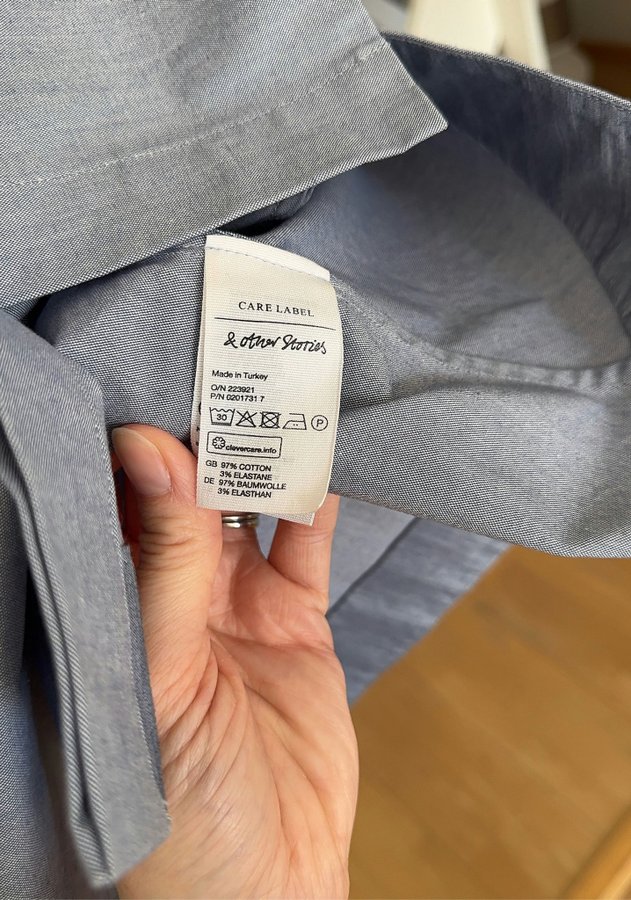 CARE LABEL
& other Stories
Made in Turkey
O/N 223921
P/N 0201731 7
30 P
clevercare.info
GB 97% COTTON
3% ELASTANE
DE 97% BAUMWOLLE
3% ELASTHAN